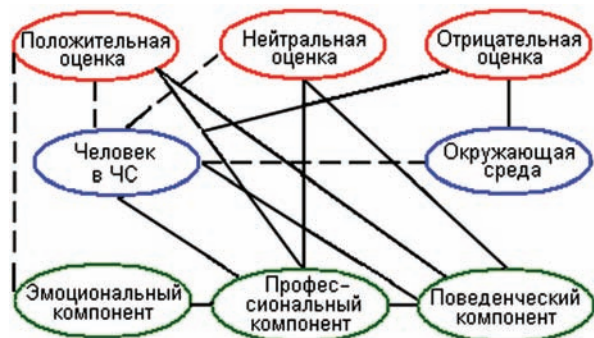 Положительная
оценка
Нейтральная
оценка
Отрицательная
оценка
Человек
в ЧС
Окружающая
среда
Эмоциональный
компонент
Профес-
сиональный
компонент
Поведенческий
компонент